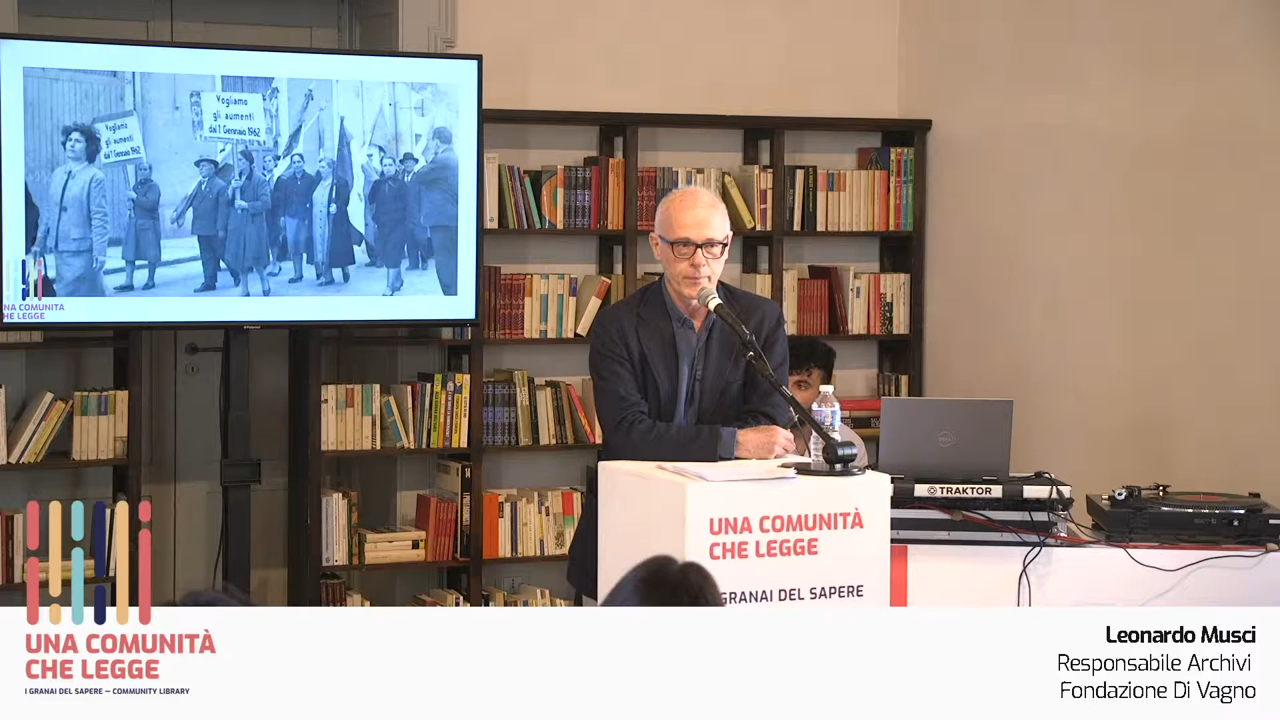 Vogliamo
gli aumenti
dal 1 Gennaio 1962
Vogliamo
gli aumenti
dal 1 Gennaio 1962
UNA COMUNITÀ
CHE LEGGE
DELL
TRAKTOR
UNA COMUNITÀ
CHE LEGGE
GRANAI DEL SAPERE
UNA COMUNITÀ
CHE LEGGE
I GRANAI DEL SAPERE – COMMUNITY LIBRARY
Leonardo Musci
Responsabile Archivi
Fondazione Di Vagno